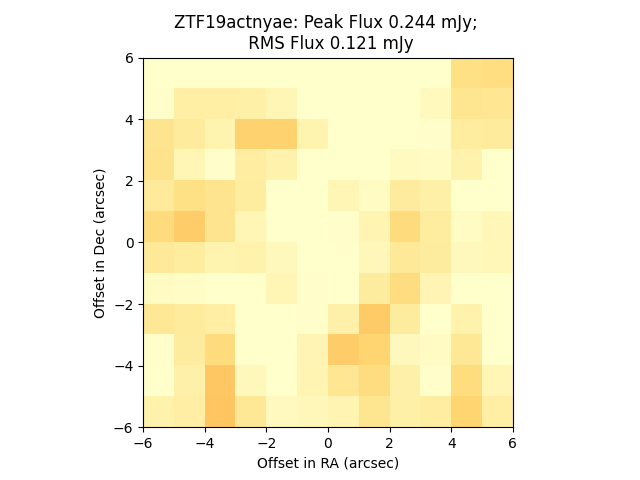 ZTF19actnyae: Peak Flux 0.244 mJy;
RMS Flux 0.121 mJy
6
4
2
0
−2
−4
−6
Offset in Dec (arcsec)
−6 −4 −2 0 2 4 6
Offset in RA (arcsec)